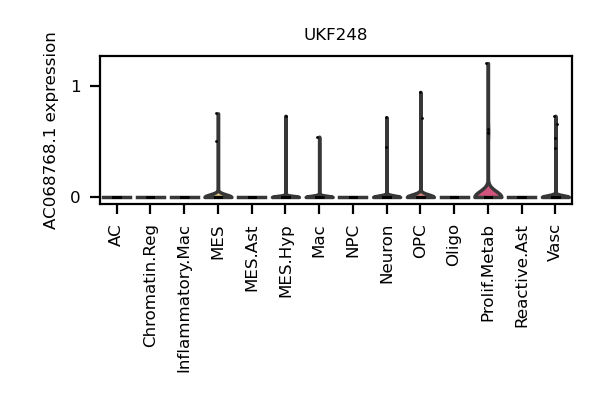 UKF248
AC068768.1 expression
1
0
AC
Chromatin.Reg
Inflammatory.Mac
MES
MES.Ast
MES.Hyp
Mac
NPC
Neuron
OPC
Oligo
Prolif.Metab
Reactive.Ast
Vasc